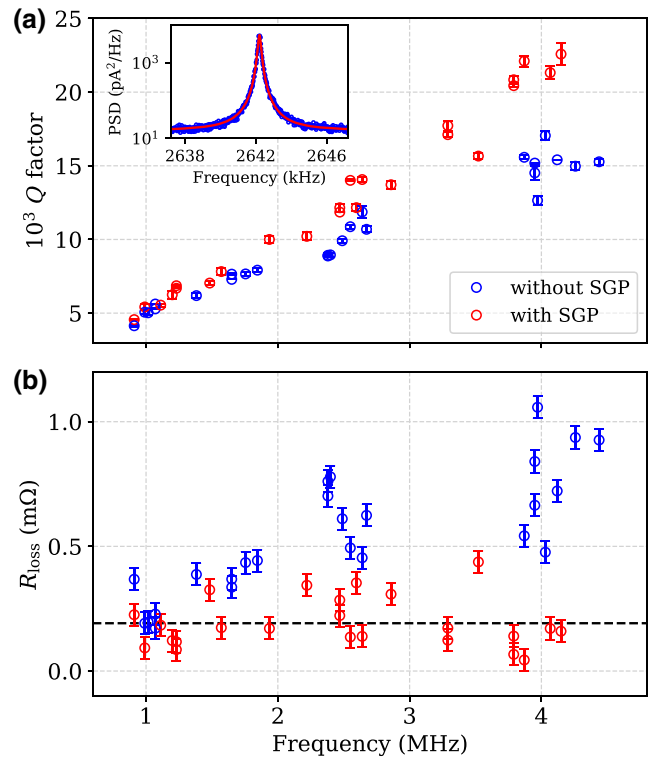 (a)
10³ Q factor
25
20
15
10
5
PSD (pA²/Hz)
10³
10¹
2638 2642 2646
Frequency (kHz)
without SGP
with SGP
(b)
R_loss (mΩ)
1.0
0.5
0.0
1 2 3 4
Frequency (MHz)